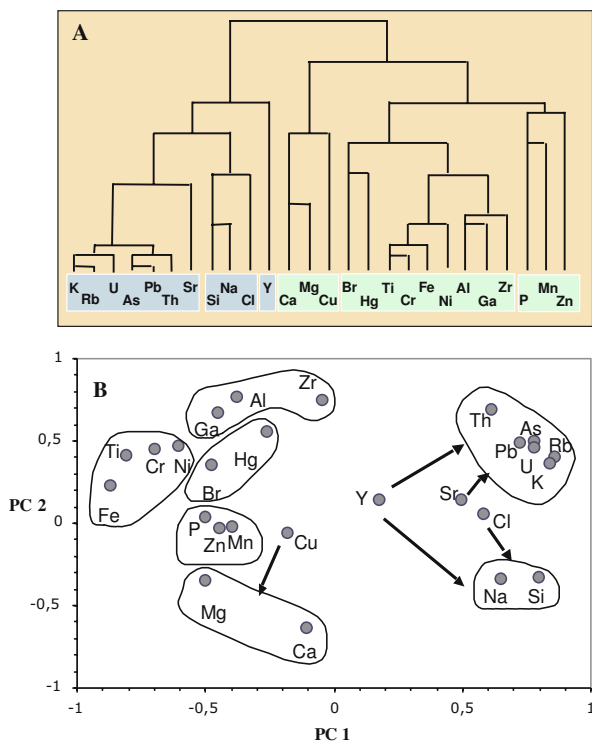 A
K Rb U As Pb Th Sr Si Na Cl Y Ca Mg Cu Br Hg Ti Cr Fe Ni Al Ga Zr P Mn Zn
B
1
0,5
0
-0,5
-1
PC 2
Zr
Al
Ga
Th
Ti
Cr
Ni
Hg
As
Pb
Rb
U
K
Fe
Br
Y
Sr
Cl
P
Zn
Mn
Cu
Mg
Na
Si
Ca
-1 -0,5 0 0,5 1
PC 1